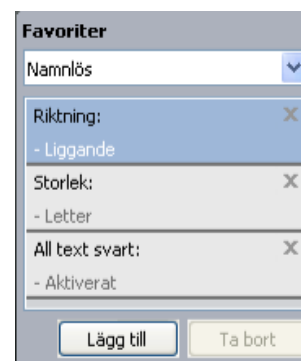 Favoriter
Namnlös
Riktning:
- Liggande
Storlek:
- Letter
All text svart:
- Aktiverat
Lägg till
Ta bort